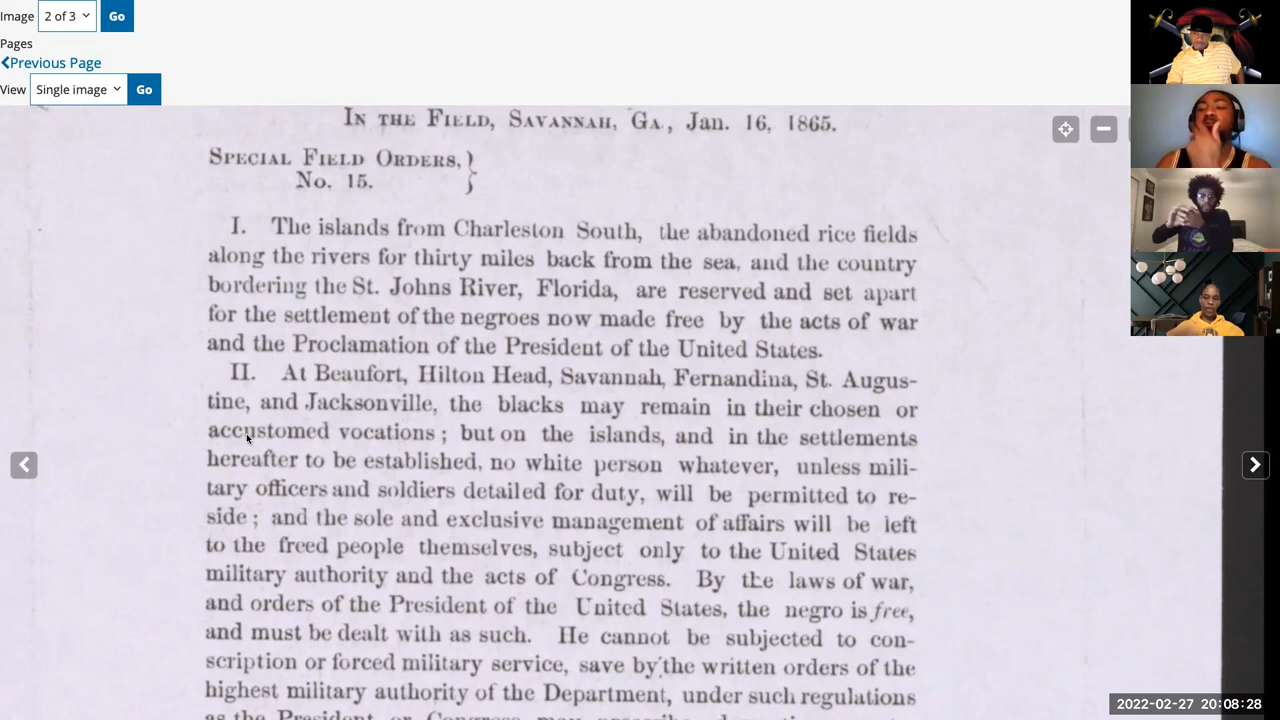 Image 2 of 3 Go
Pages
Previous Page
View Single image Go
IN THE FIELD, SAVANNAH, GA., Jan. 16, 1865.
SPECIAL FIELD ORDERS, }
No. 15.
I. The islands from Charleston South, the abandoned rice fields
along the rivers for thirty miles back from the sea, and the country
bordering the St. Johns River, Florida, are reserved and set apart
for the settlement of the negroes now made free by the acts of war
and the Proclamation of the President of the United States.
II. At Beaufort, Hilton Head, Savannah, Fernandina, St. Augus-
tine, and Jacksonville, the blacks may remain in their chosen or
accustomed vocations; but on the islands, and in the settlements
hereafter to be established, no white person whatever, unless mili-
tary officers and soldiers detailed for duty, will be permitted to re-
side; and the sole and exclusive management of affairs will be left
to the freed people themselves, subject only to the United States
military authority and the acts of Congress. By the laws of war,
and orders of the President of the United States, the negro is free,
and must be dealt with as such. He cannot be subjected to con-
scription or forced military service, save by the written orders of the
highest military authority of the Department, under such regulations
as the President or Congress may
2022-02-27 20:08:28